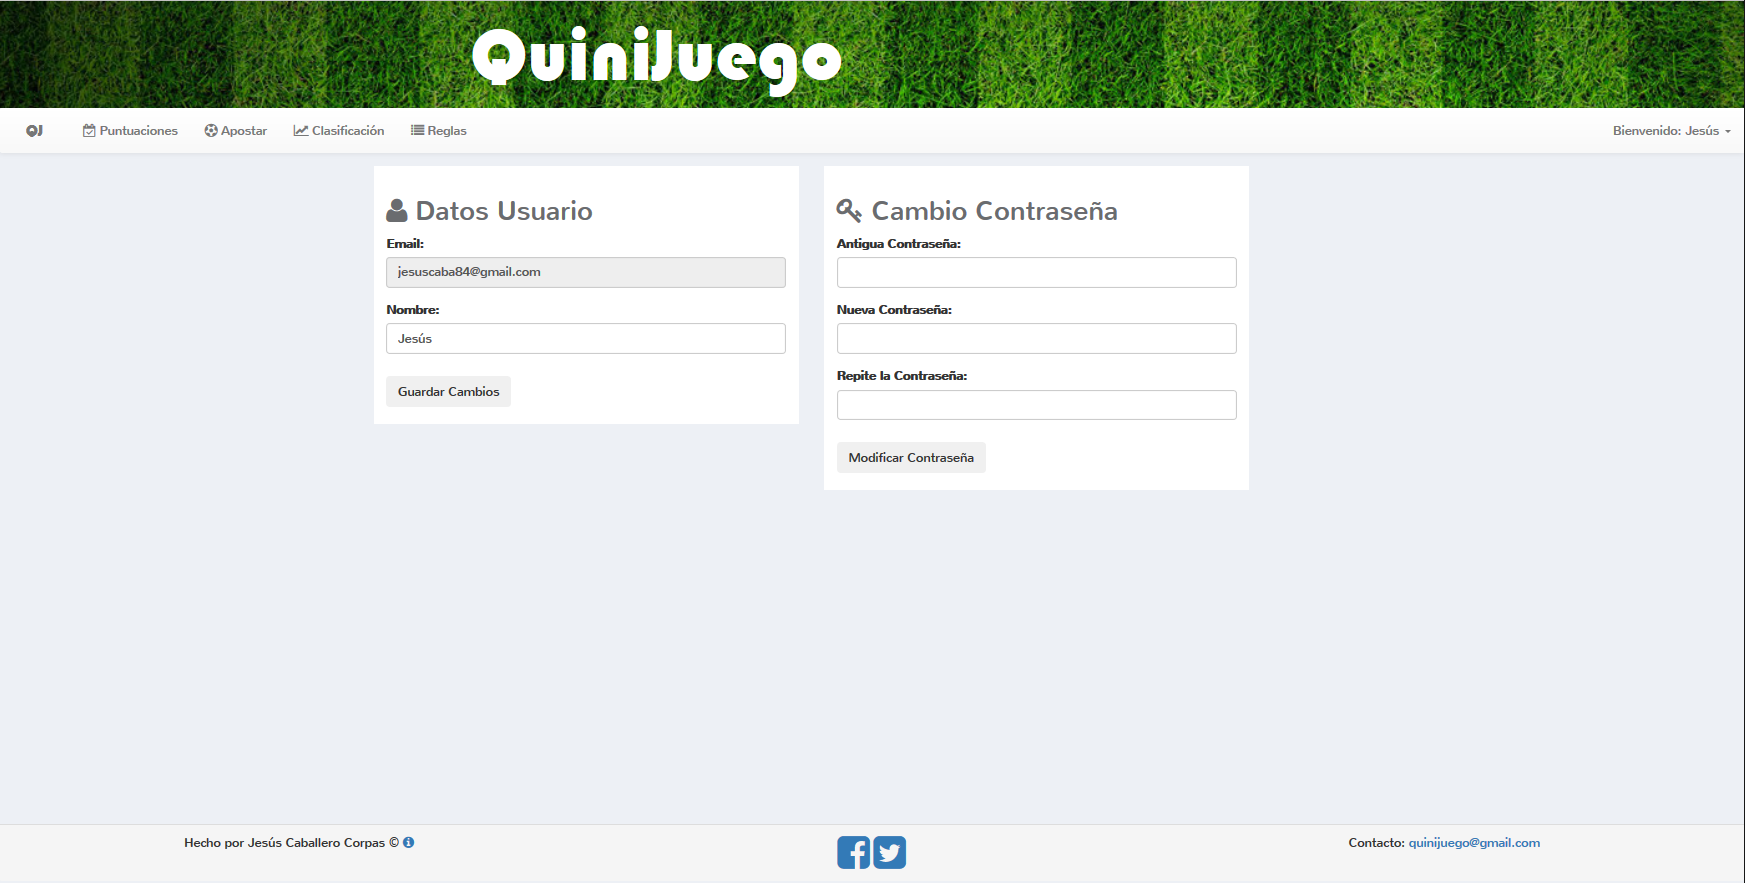 QuiniJuego
QJ Puntuaciones Apostar Clasificación Reglas Bienvenido: Jesús
Datos Usuario
Email:
jesuscaba84@gmail.com
Nombre:
Jesús
Guardar Cambios
Cambio Contraseña
Antigua Contraseña:
Nueva Contraseña:
Repite la Contraseña:
Modificar Contraseña
Hecho por Jesús Caballero Corpas ©
Contacto: quinijuego@gmail.com